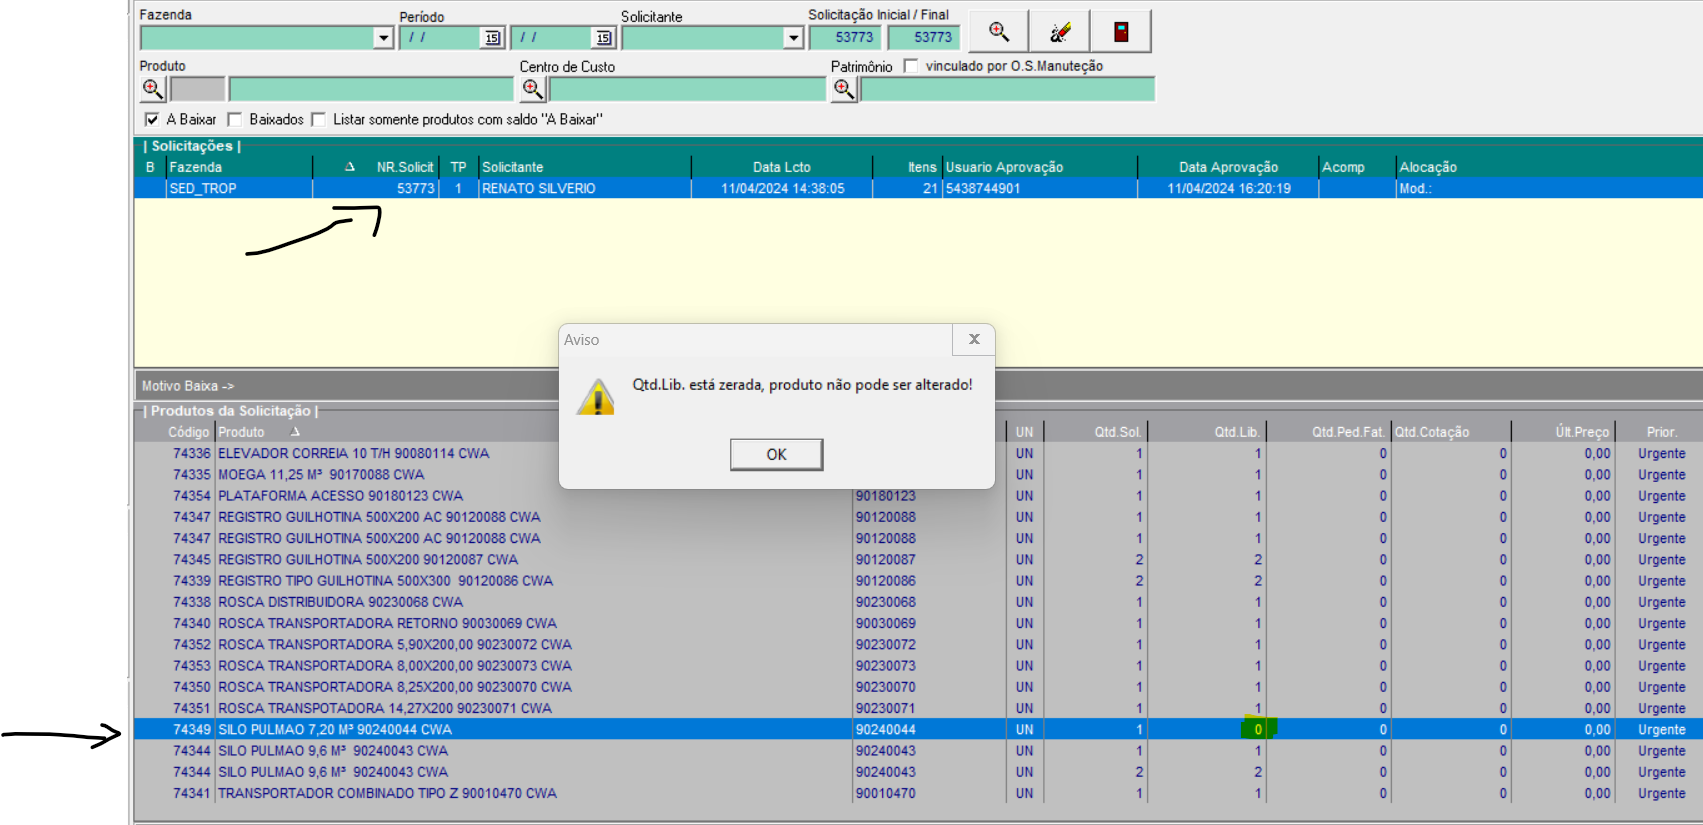 Fazenda Período Solicitante Solicitação Inicial / Final
/ / 15 / / 15 53773 53773
Produto Centro de Custo Patrimônio vinculado por O.S.Manuteção
A Baixar Baixados Listar somente produtos com saldo "A Baixar"
| Solicitações |
B Fazenda NR.Solicit TP Solicitante Data Lcto Itens Usuario Aprovação Data Aprovação Acomp Alocação
SED_TROP 53773 1 RENATO SILVERIO 11/04/2024 14:38:05 21 5438744901 11/04/2024 16:20:19 Mod.:
Aviso X
Qtd.Lib. está zerada, produto não pode ser alterado!
OK
Motivo Baixa ->
| Produtos da Solicitação |
Código Produto UN Qtd.Sol. Qtd.Lib. Qtd.Ped.Fat. Qtd.Cotação Últ.Preço Prior.
74336 ELEVADOR CORREIA 10 T/H 90080114 CWA UN 1 1 0 0 0,00 Urgente
74335 MOEGA 11,25 M³ 90170088 CWA UN 1 1 0 0 0,00 Urgente
74354 PLATAFORMA ACESSO 90180123 CWA 90180123 UN 1 1 0 0 0,00 Urgente
74347 REGISTRO GUILHOTINA 500X200 AC 90120088 CWA 90120088 UN 1 1 0 0 0,00 Urgente
74347 REGISTRO GUILHOTINA 500X200 AC 90120088 CWA 90120088 UN 1 1 0 0 0,00 Urgente
74345 REGISTRO GUILHOTINA 500X200 90120087 CWA 90120087 UN 2 2 0 0 0,00 Urgente
74339 REGISTRO TIPO GUILHOTINA 500X300 90120086 CWA 90120086 UN 2 2 0 0 0,00 Urgente
74338 ROSCA DISTRIBUIDORA 90230068 CWA 90230068 UN 1 1 0 0 0,00 Urgente
74340 ROSCA TRANSPORTADORA RETORNO 90030069 CWA 90030069 UN 1 1 0 0 0,00 Urgente
74352 ROSCA TRANSPORTADORA 5,90X200,00 90230072 CWA 90230072 UN 1 1 0 0 0,00 Urgente
74353 ROSCA TRANSPORTADORA 8,00X200,00 90230073 CWA 90230073 UN 1 1 0 0 0,00 Urgente
74350 ROSCA TRANSPORTADORA 8,25X200,00 90230070 CWA 90230070 UN 1 1 0 0 0,00 Urgente
74351 ROSCA TRANSPOTADORA 14,27X200 90230071 CWA 90230071 UN 1 1 0 0 0,00 Urgente
74349 SILO PULMAO 7,20 M³ 90240044 CWA 90240044 UN 1 0 0 0 0,00 Urgente
74344 SILO PULMAO 9,6 M³ 90240043 CWA 90240043 UN 1 1 0 0 0,00 Urgente
74344 SILO PULMAO 9,6 M³ 90240043 CWA 90240043 UN 2 2 0 0 0,00 Urgente
74341 TRANSPORTADOR COMBINADO TIPO Z 90010470 CWA 90010470 UN 1 1 0 0 0,00 Urgente